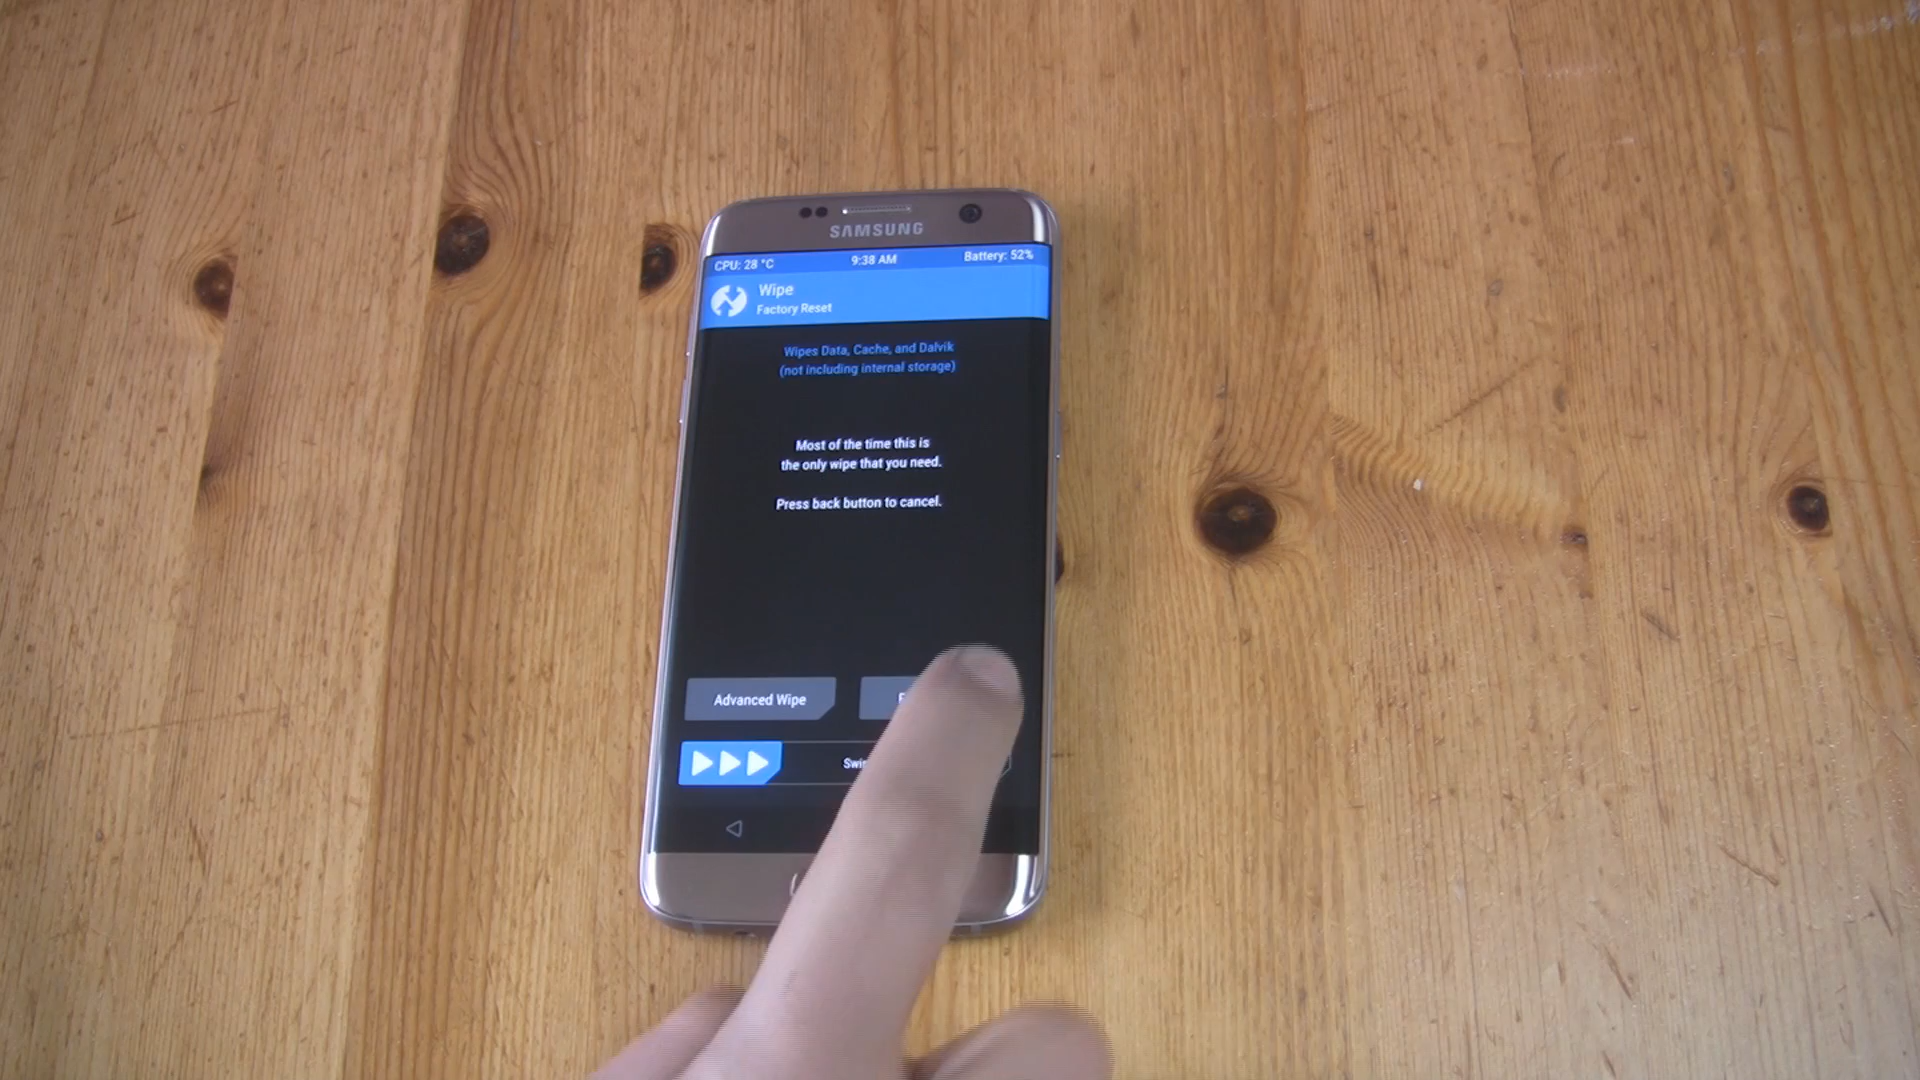 SAMSUNG
CPU: 28 °C 9:38 AM Battery: 52%
Wipe
Factory Reset
Wipes Data, Cache, and Dalvik
(not including internal storage)
Most of the time this is
the only wipe that you need.
Press back button to cancel.
Advanced Wipe